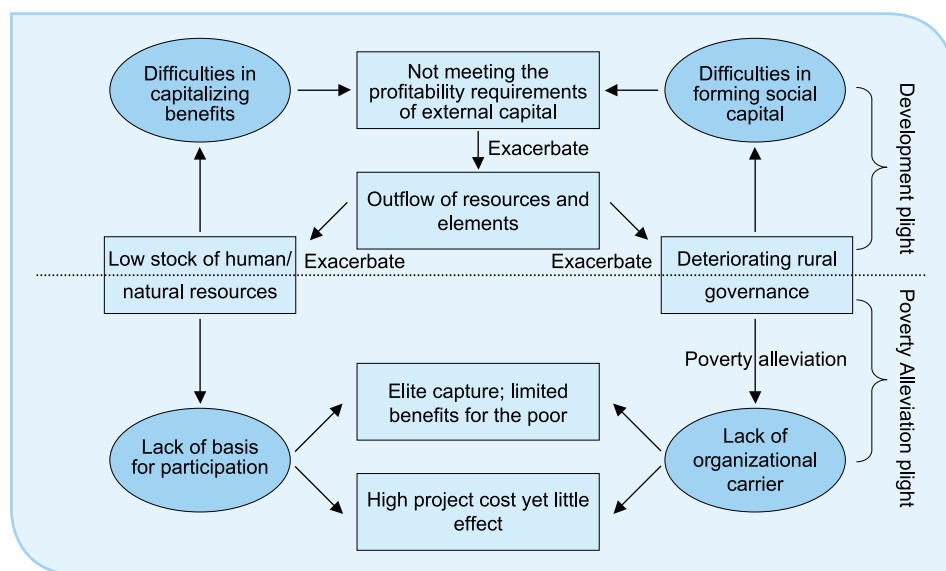 Difficulties in
capitalizing
benefits
Not meeting the
profitability requirements
of external capital
Difficulties in
forming social
capital
Exacerbate
Outflow of resources and
elements
Low stock of human/
natural resources
Exacerbate
Exacerbate
Deteriorating rural
governance
Development plight
Poverty alleviation
Elite capture; limited
benefits for the poor
Lack of basis
for participation
Lack of
organizational
carrier
High project cost yet little
effect
Poverty Alleviation plight